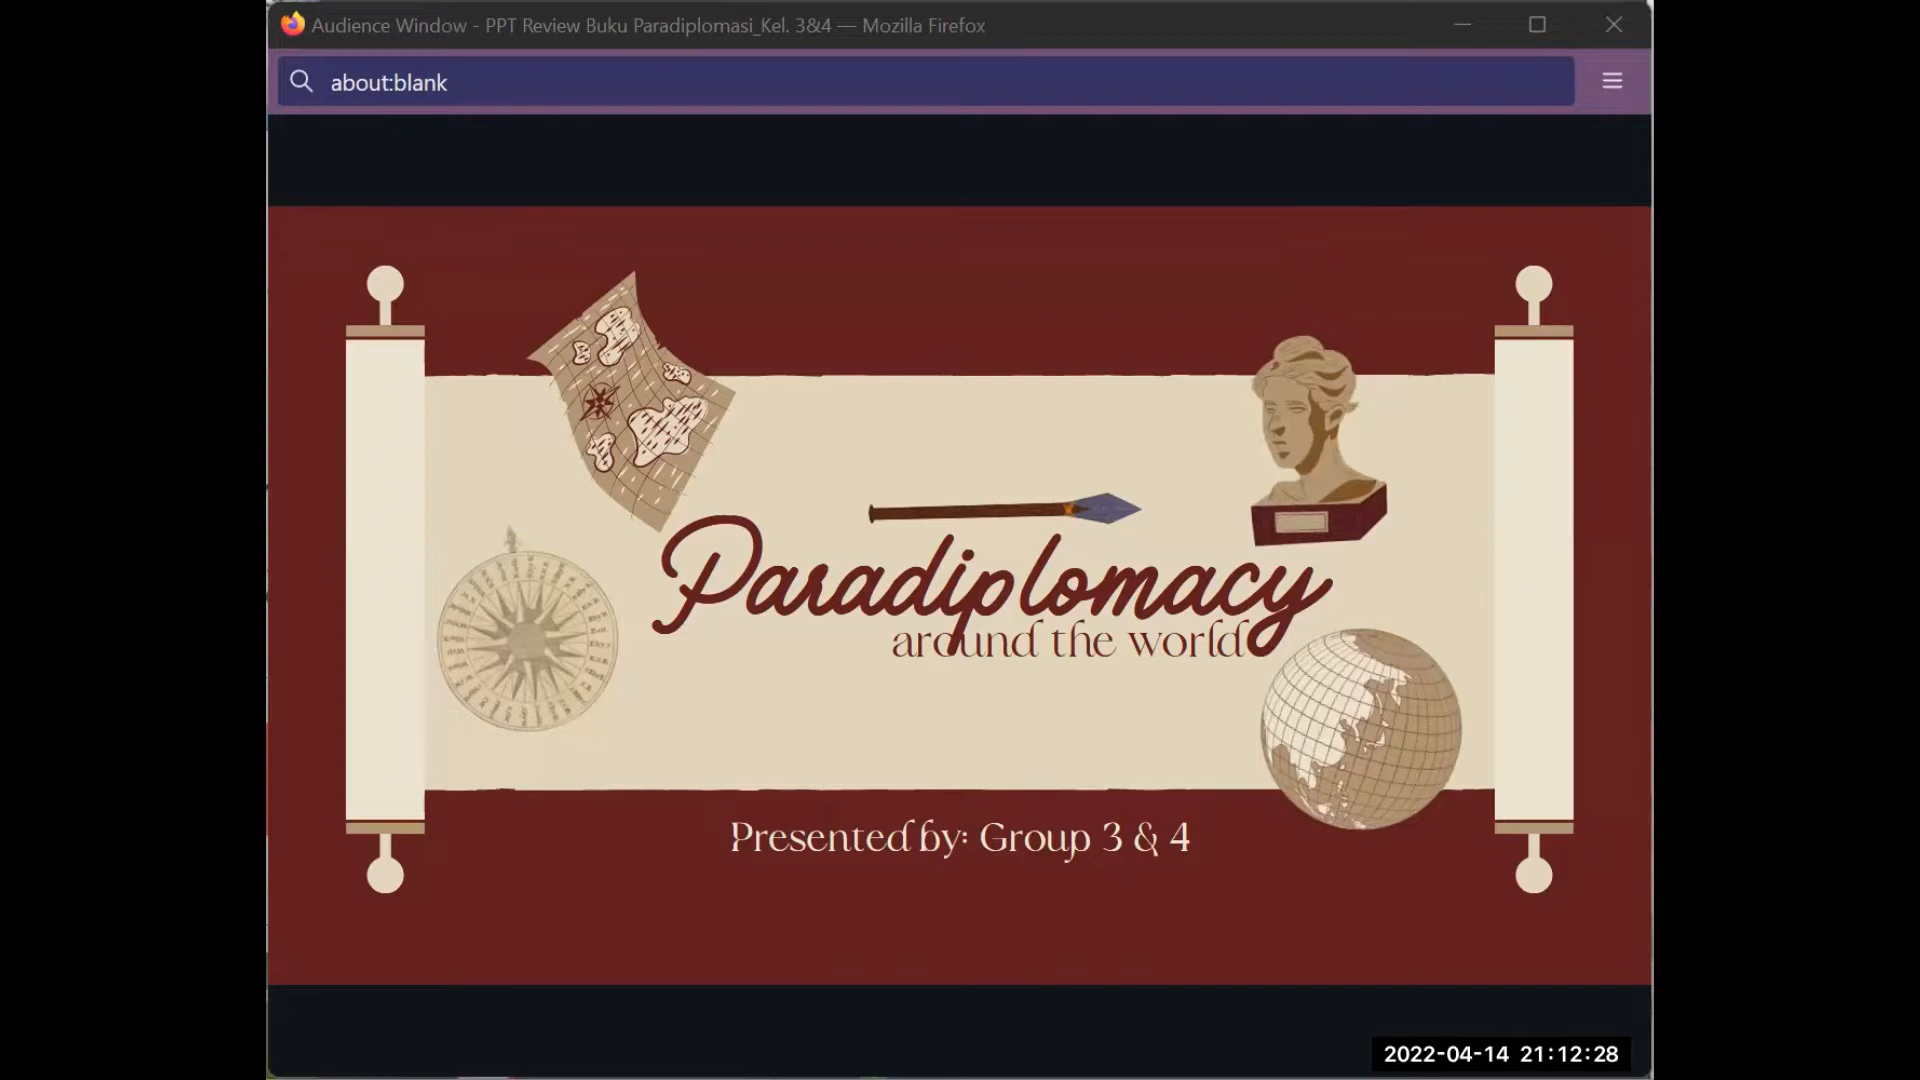 Audience Window - PPT Review Buku Paradiplomasi_Kel. 3&4 — Mozilla Firefox
about:blank
Paradiplomacy
around the world
Presented by: Group 3 & 4
2022-04-14 21:12:28